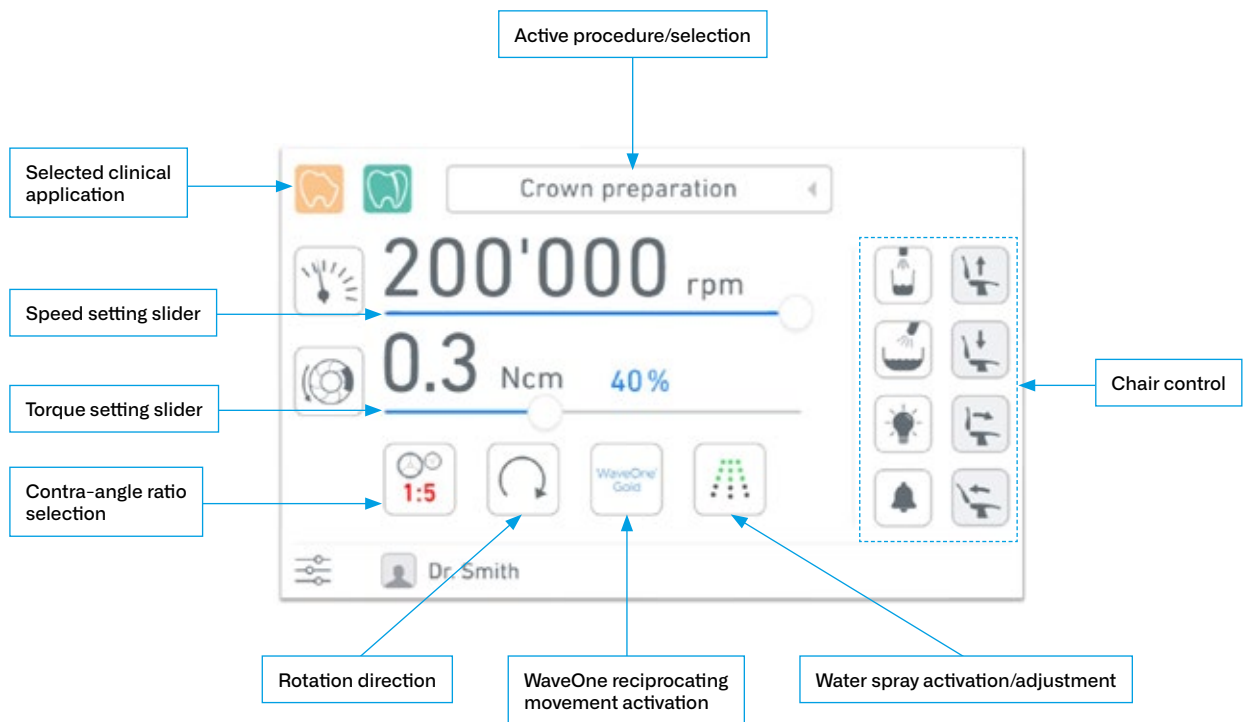 Active procedure/selection
Selected clinical
application
Crown preparation
200'000 rpm
Speed setting slider
0.3 Ncm 40%
Torque setting slider
Chair control
1:5
WaveOne®
Gold
Contra-angle ratio
selection
Dr. Smith
Rotation direction
WaveOne reciprocating
movement activation
Water spray activation/adjustment